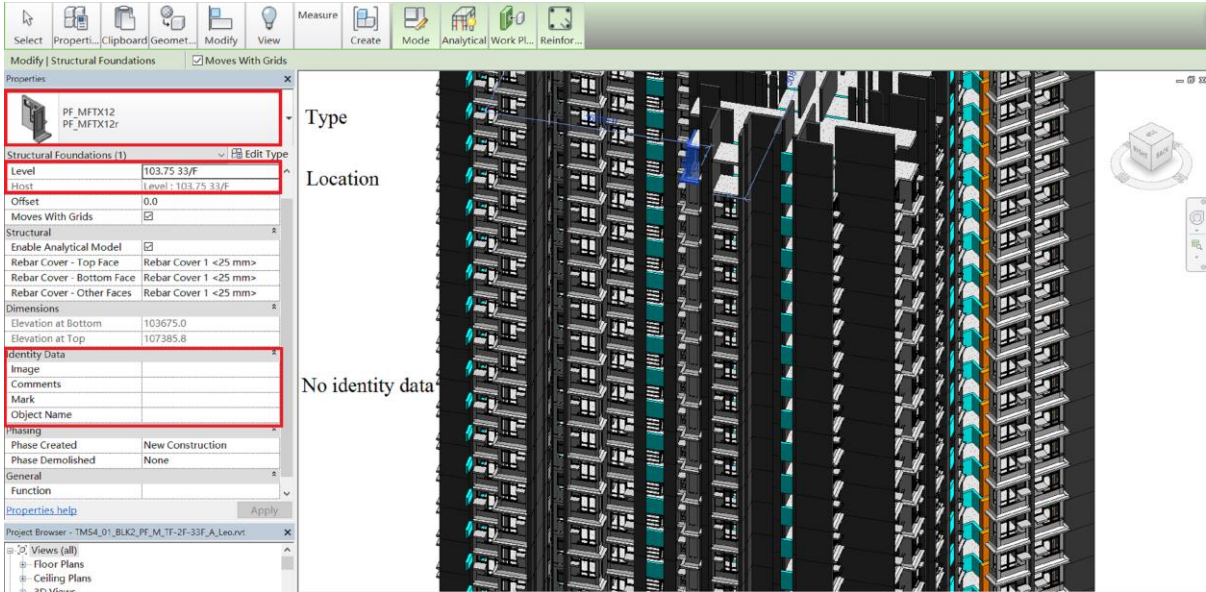 Measure
Select Properti... Clipboard Geomet... Modify View Create Mode Analytical Work Pl... Reinfor...
Modify | Structural Foundations Moves With Grids
Properties
PF_MFTX12
PF_MFTX12r
Type
Structural Foundations (1) Edit Type
Level 103.75 33/F
Location
Host Level : 103.75 33/F
Offset 0.0
Moves With Grids
Structural
Enable Analytical Model
Rebar Cover - Top Face Rebar Cover 1 <25 mm>
Rebar Cover - Bottom Face Rebar Cover 1 <25 mm>
Rebar Cover - Other Faces Rebar Cover 1 <25 mm>
Dimensions
Elevation at Bottom 103675.0
Elevation at Top 107385.8
Identity Data
Image
Comments
No identity data
Mark
Object Name
Phasing
Phase Created New Construction
Phase Demolished None
General
Function
Properties help Apply
Project Browser - TMS4_01_BLK2_PF_M_TF-2F-33F_A_Leo.rvt
Views (all)
Floor Plans
Ceiling Plans
3D Views
RIGHT BACK